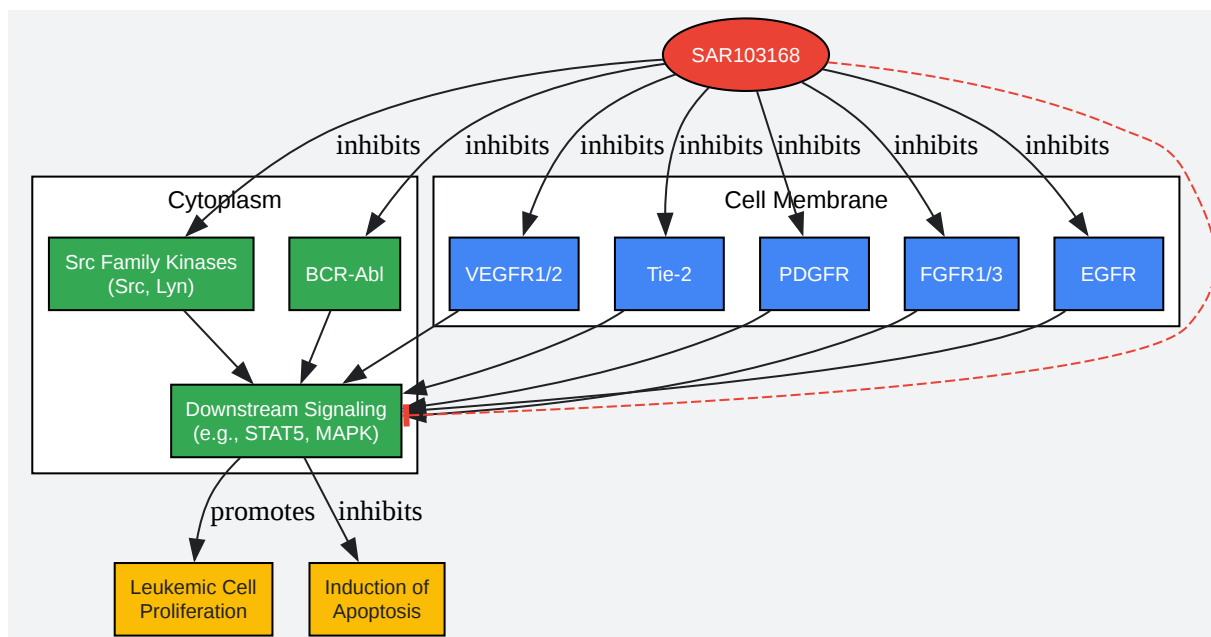 SAR103168
inhibits
inhibits
inhibits
inhibits
inhibits
inhibits
inhibits
Cytoplasm
Cell Membrane
Src Family Kinases
(Src, Lyn)
BCR-Abl
VEGFR1/2
Tie-2
PDGFR
FGFR1/3
EGFR
Downstream Signaling
(e.g., STAT5, MAPK)
promotes
inhibits
Leukemic Cell
Proliferation
Induction of
Apoptosis